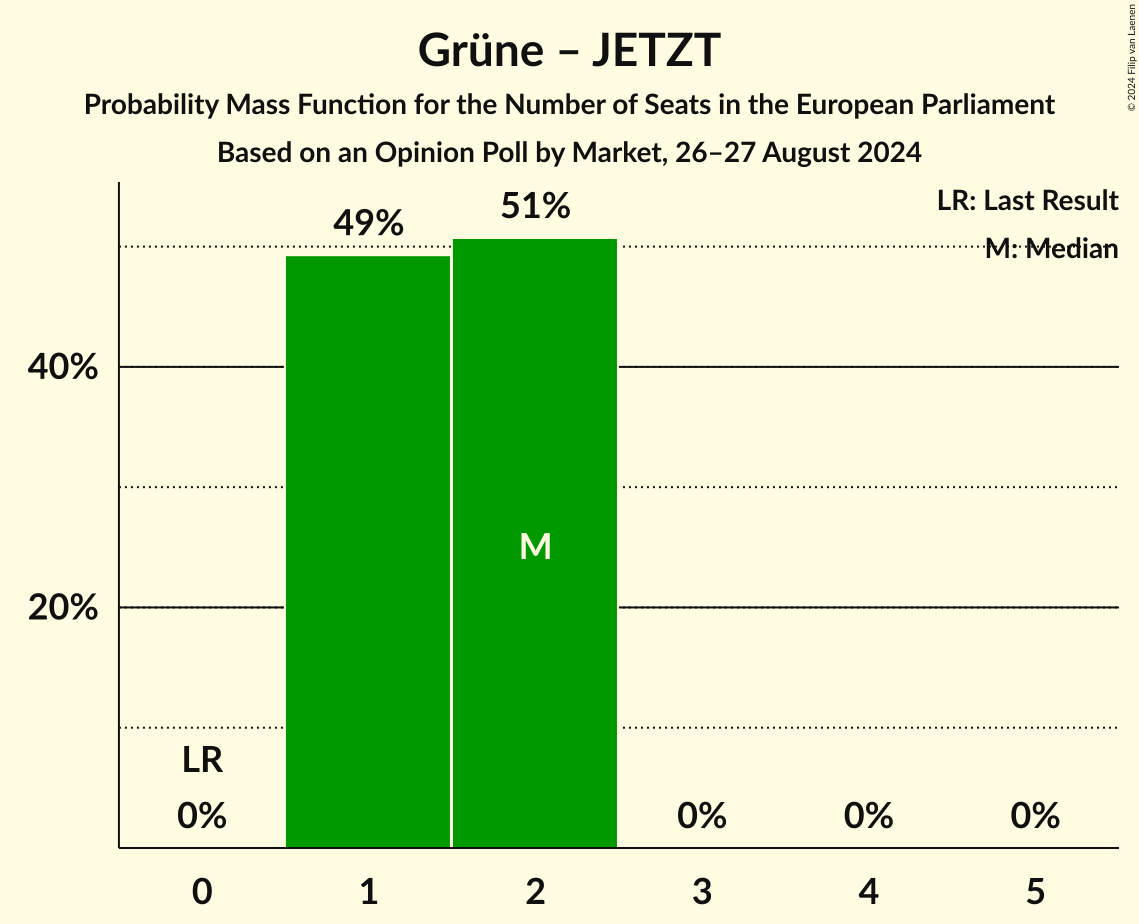 Grüne – JETZT
Probability Mass Function for the Number of Seats in the European Parliament
Based on an Opinion Poll by Market, 26–27 August 2024
© 2024 Filip van Laenen
LR: Last Result
M: Median
49%
51%
40%
20%
M
LR
0%
0%
0%
0%
0
1
2
3
4
5